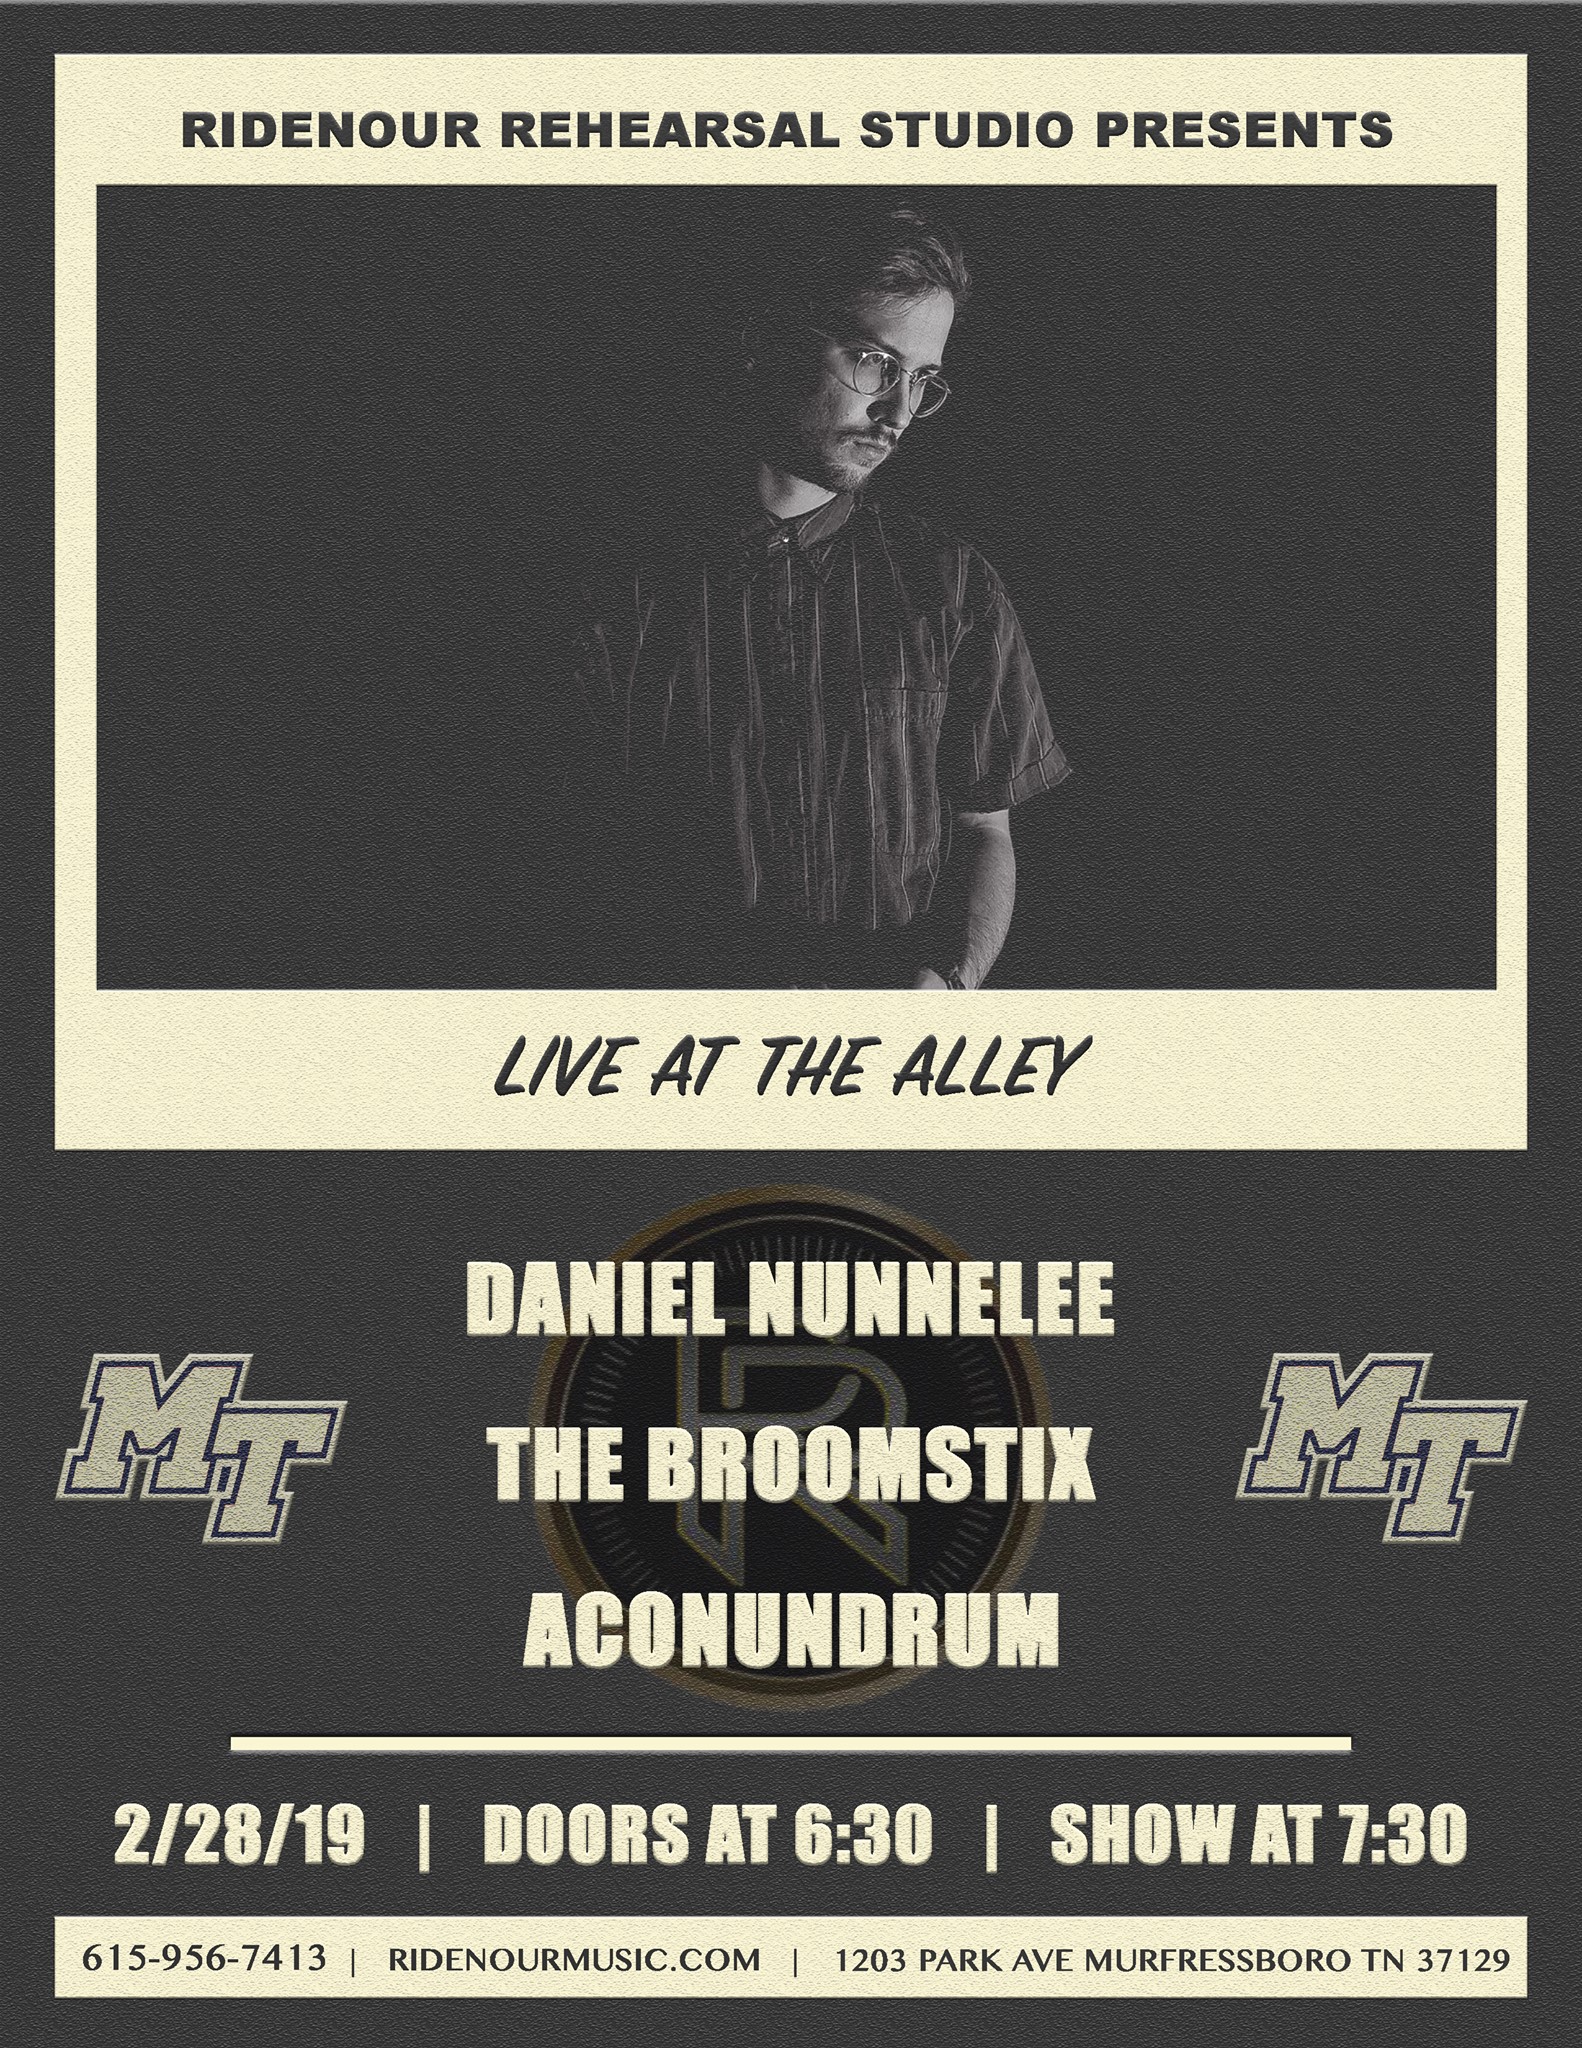 RIDENOUR REHEARSAL STUDIO PRESENTS
LIVE AT THE ALLEY
DANIEL NUNNELEE
MT
THE BROOMSTIX
R
MT
ACONUNDRUM
2/28/19 | DOORS AT 6:30 | SHOW AT 7:30
615-956-7413 | RIDENOURMUSIC.COM | 1203 PARK AVE MURFRESSBORO TN 37129